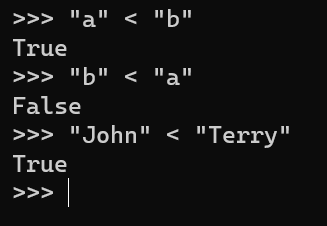 >>> "a" < "b"
True
>>> "b" < "a"
False
>>> "John" < "Terry"
True
>>>